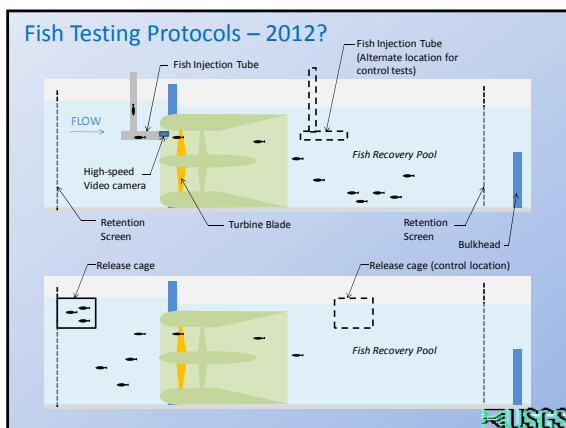 Fish Testing Protocols – 2012?
Fish Injection Tube
(Alternate location for
control tests)
Fish Injection Tube
FLOW
Fish Recovery Pool
High-speed
Video camera
Retention
Screen
Turbine Blade
Retention
Screen
Bulkhead
Release cage
Release cage (control location)
Fish Recovery Pool
USGS